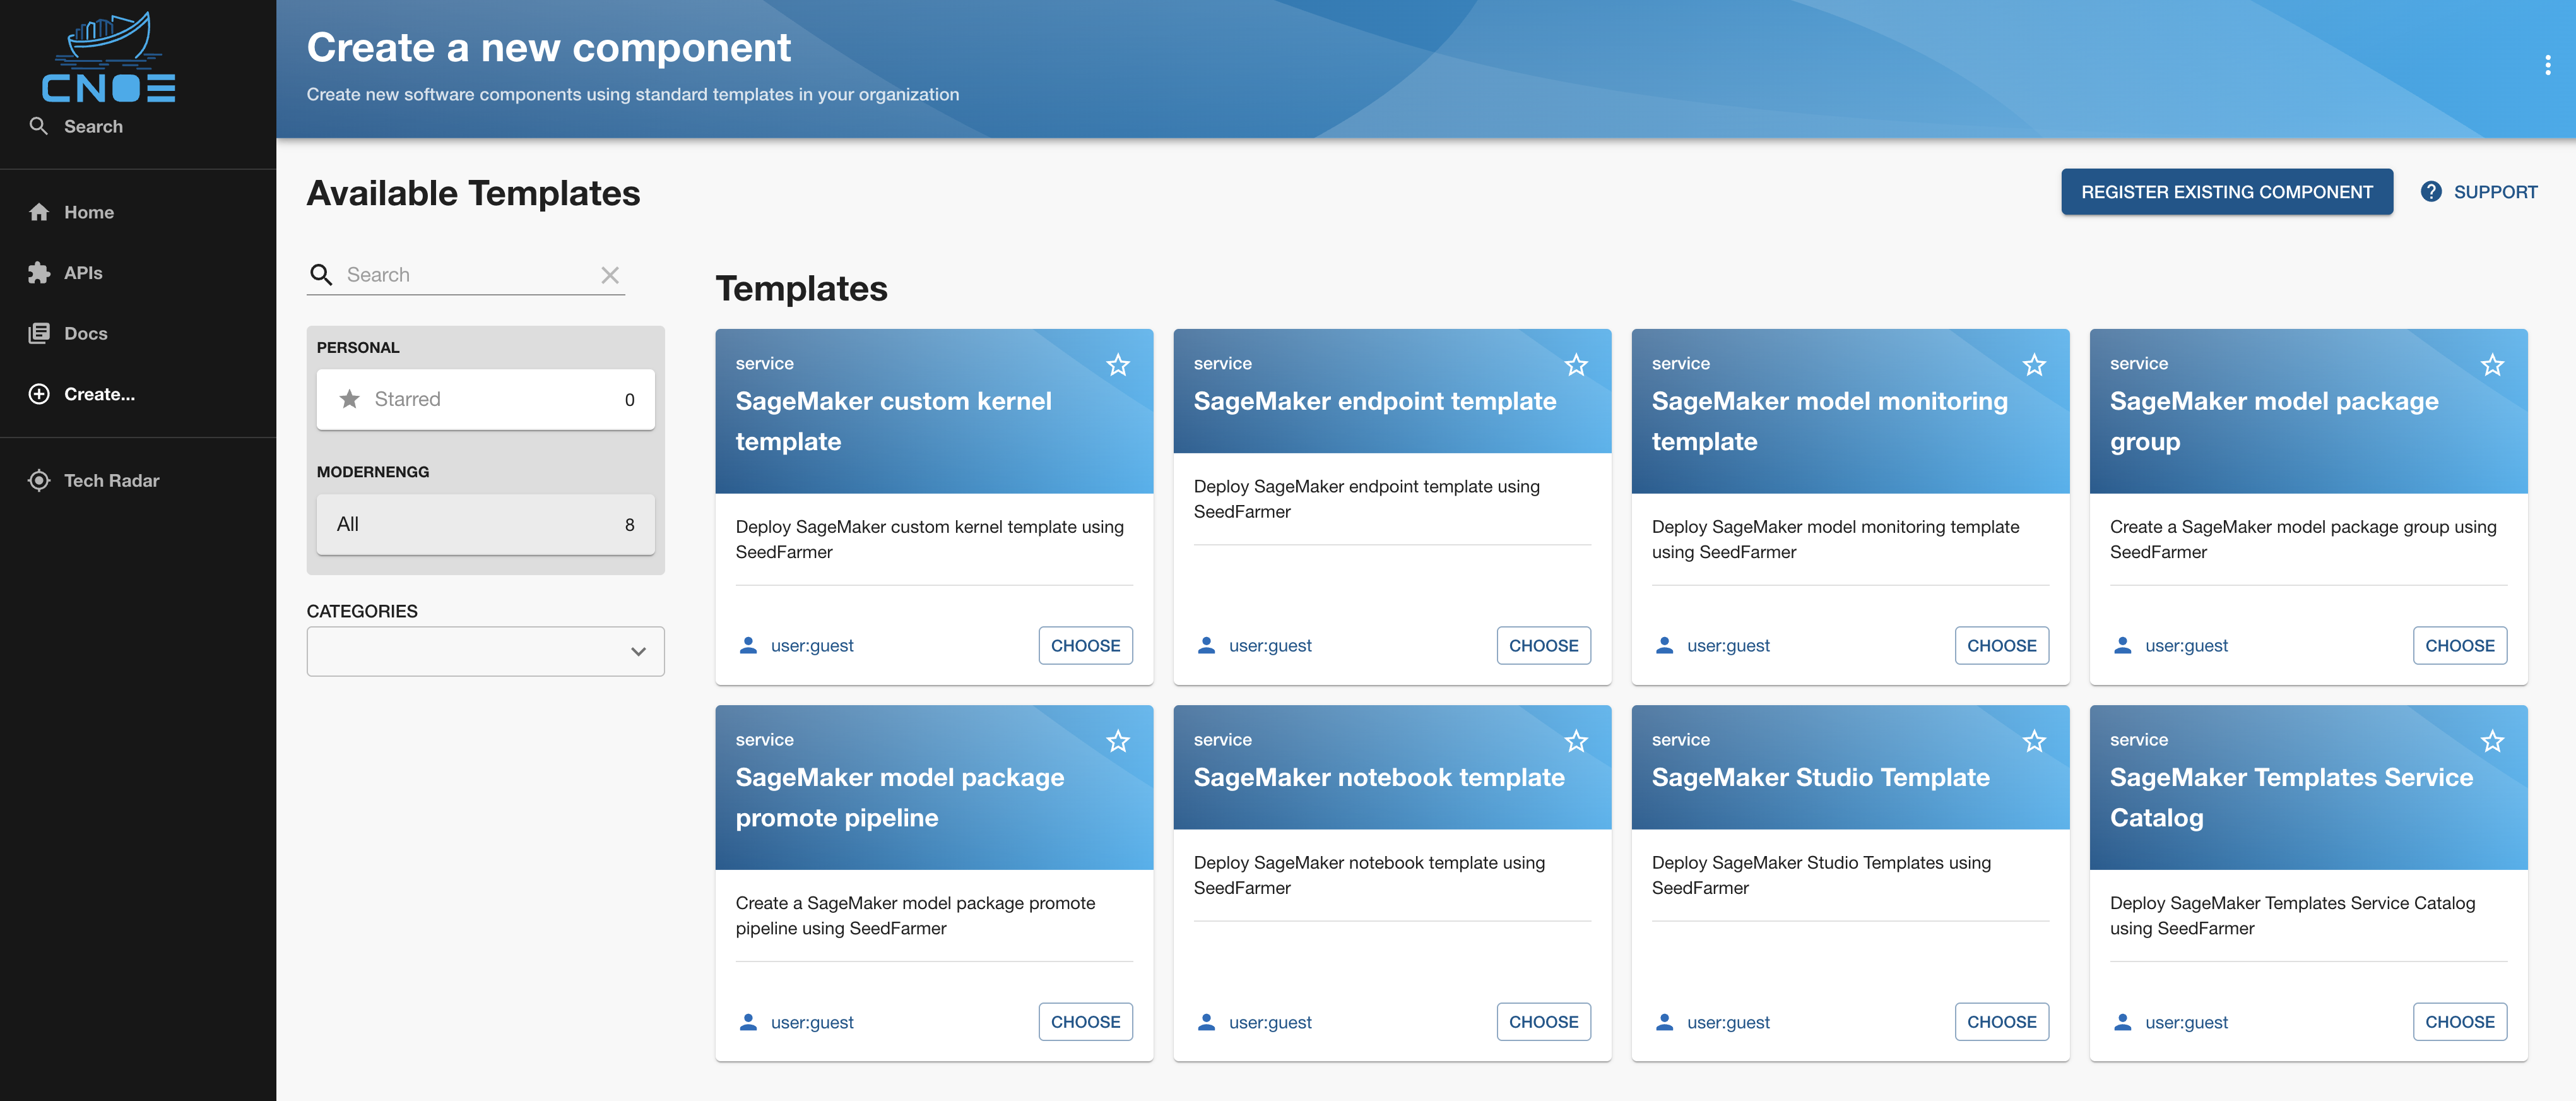 CNOE
Search
Home
APIs
Docs
Create...
Tech Radar
Create a new component
Create new software components using standard templates in your organization
Available Templates
REGISTER EXISTING COMPONENT
SUPPORT
Search
PERSONAL
Starred 0
MODERNENGG
All 8
CATEGORIES
Templates
service
SageMaker custom kernel
template
Deploy SageMaker custom kernel template using
SeedFarmer
user:guest
CHOOSE
service
SageMaker endpoint template
Deploy SageMaker endpoint template using
SeedFarmer
user:guest
CHOOSE
service
SageMaker model monitoring
template
Deploy SageMaker model monitoring template
using SeedFarmer
user:guest
CHOOSE
service
SageMaker model package
group
Create a SageMaker model package group using
SeedFarmer
user:guest
CHOOSE
service
SageMaker model package
promote pipeline
Create a SageMaker model package promote
pipeline using SeedFarmer
user:guest
CHOOSE
service
SageMaker notebook template
Deploy SageMaker notebook template using
SeedFarmer
user:guest
CHOOSE
service
SageMaker Studio Template
Deploy SageMaker Studio Templates using
SeedFarmer
user:guest
CHOOSE
service
SageMaker Templates Service
Catalog
Deploy SageMaker Templates Service Catalog
using SeedFarmer
user:guest
CHOOSE